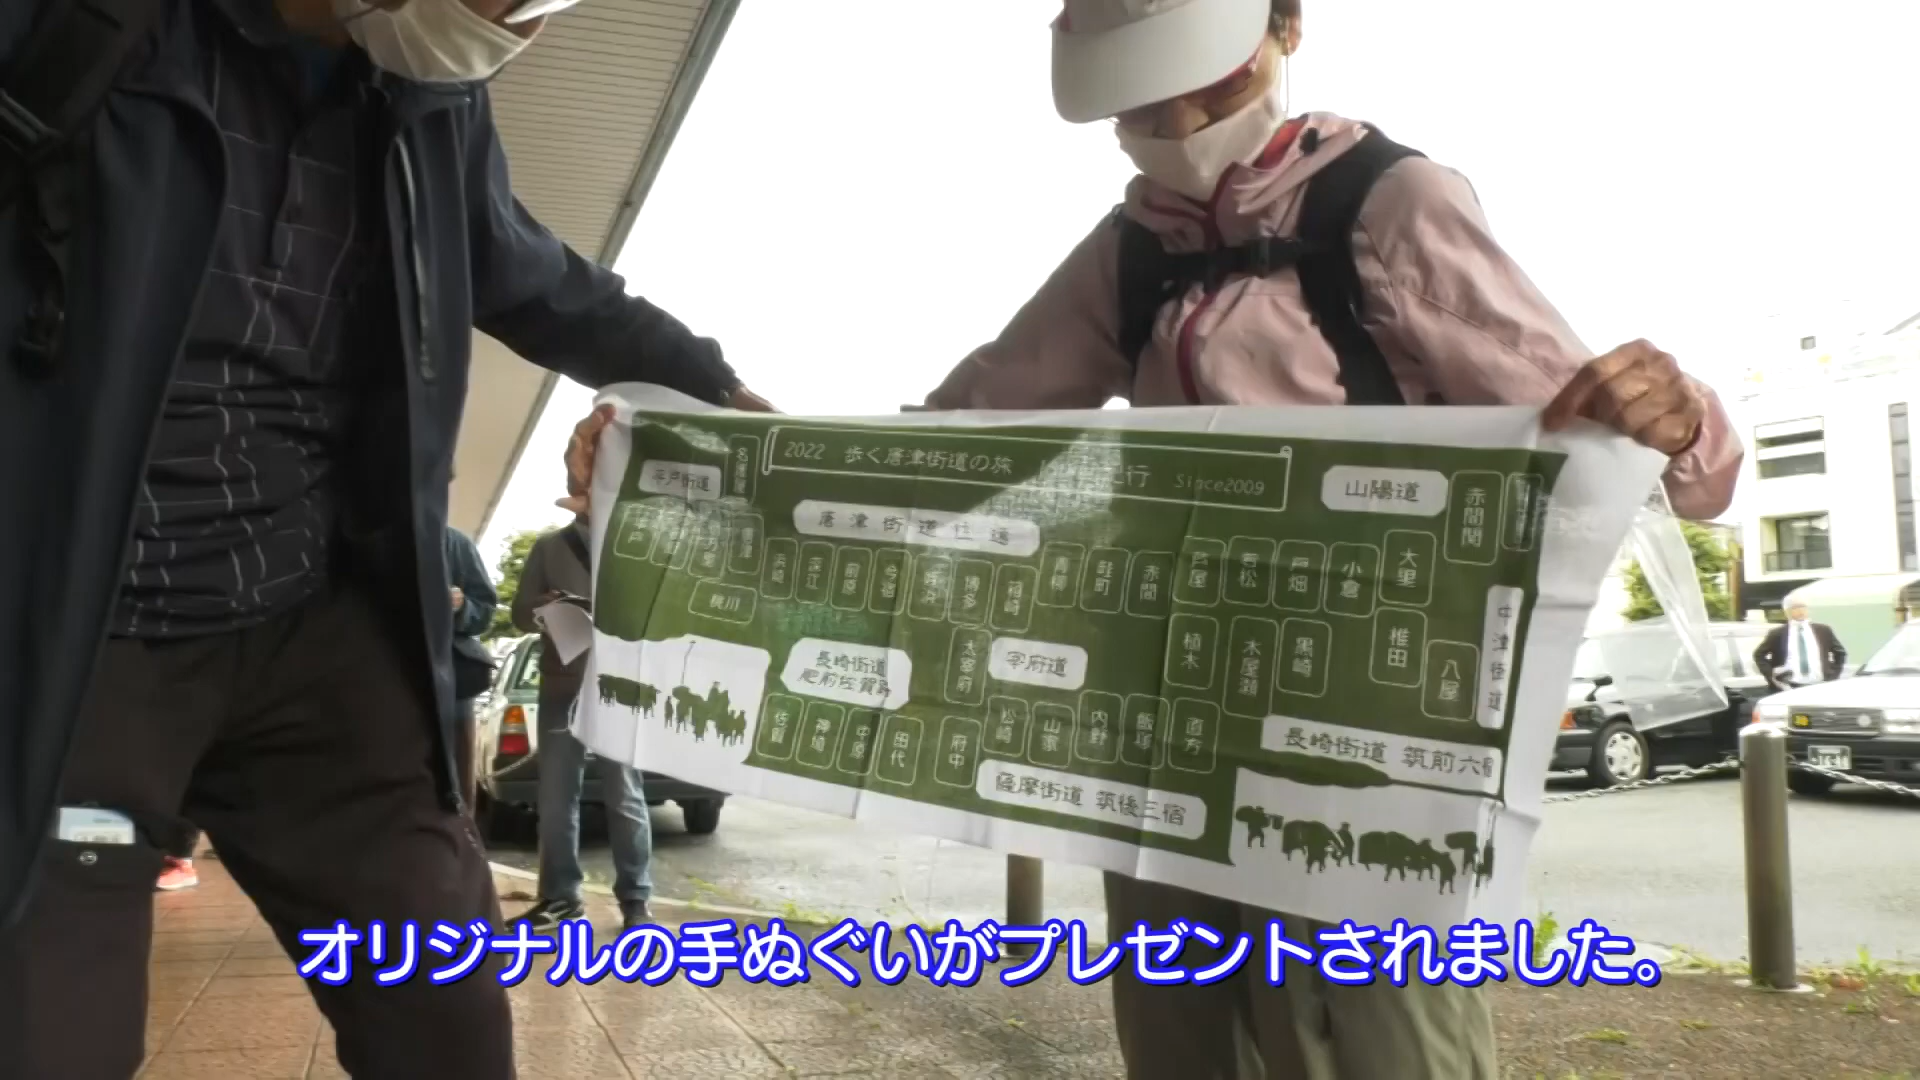 2022 歩く唐津街道の旅
行 Since2009
平戸街道
名護屋
山陽道
赤間関
唐津街道往還
唐津
浜崎
深江
前原
今宿
姪浜
博多
箱崎
青柳
畦町
赤間
芦屋
若松
戸畑
小倉
大里
桃川
中津街道
椎田
八屋
植木
木屋瀬
黒崎
太宰府
宰府道
長崎街道
肥前佐賀路
佐賀
神埼
中原
田代
府中
松崎
山家
内野
飯塚
直方
長崎街道 筑前六宿
薩摩街道 筑後三宿
オリジナルの手ぬぐいがプレゼントされました。